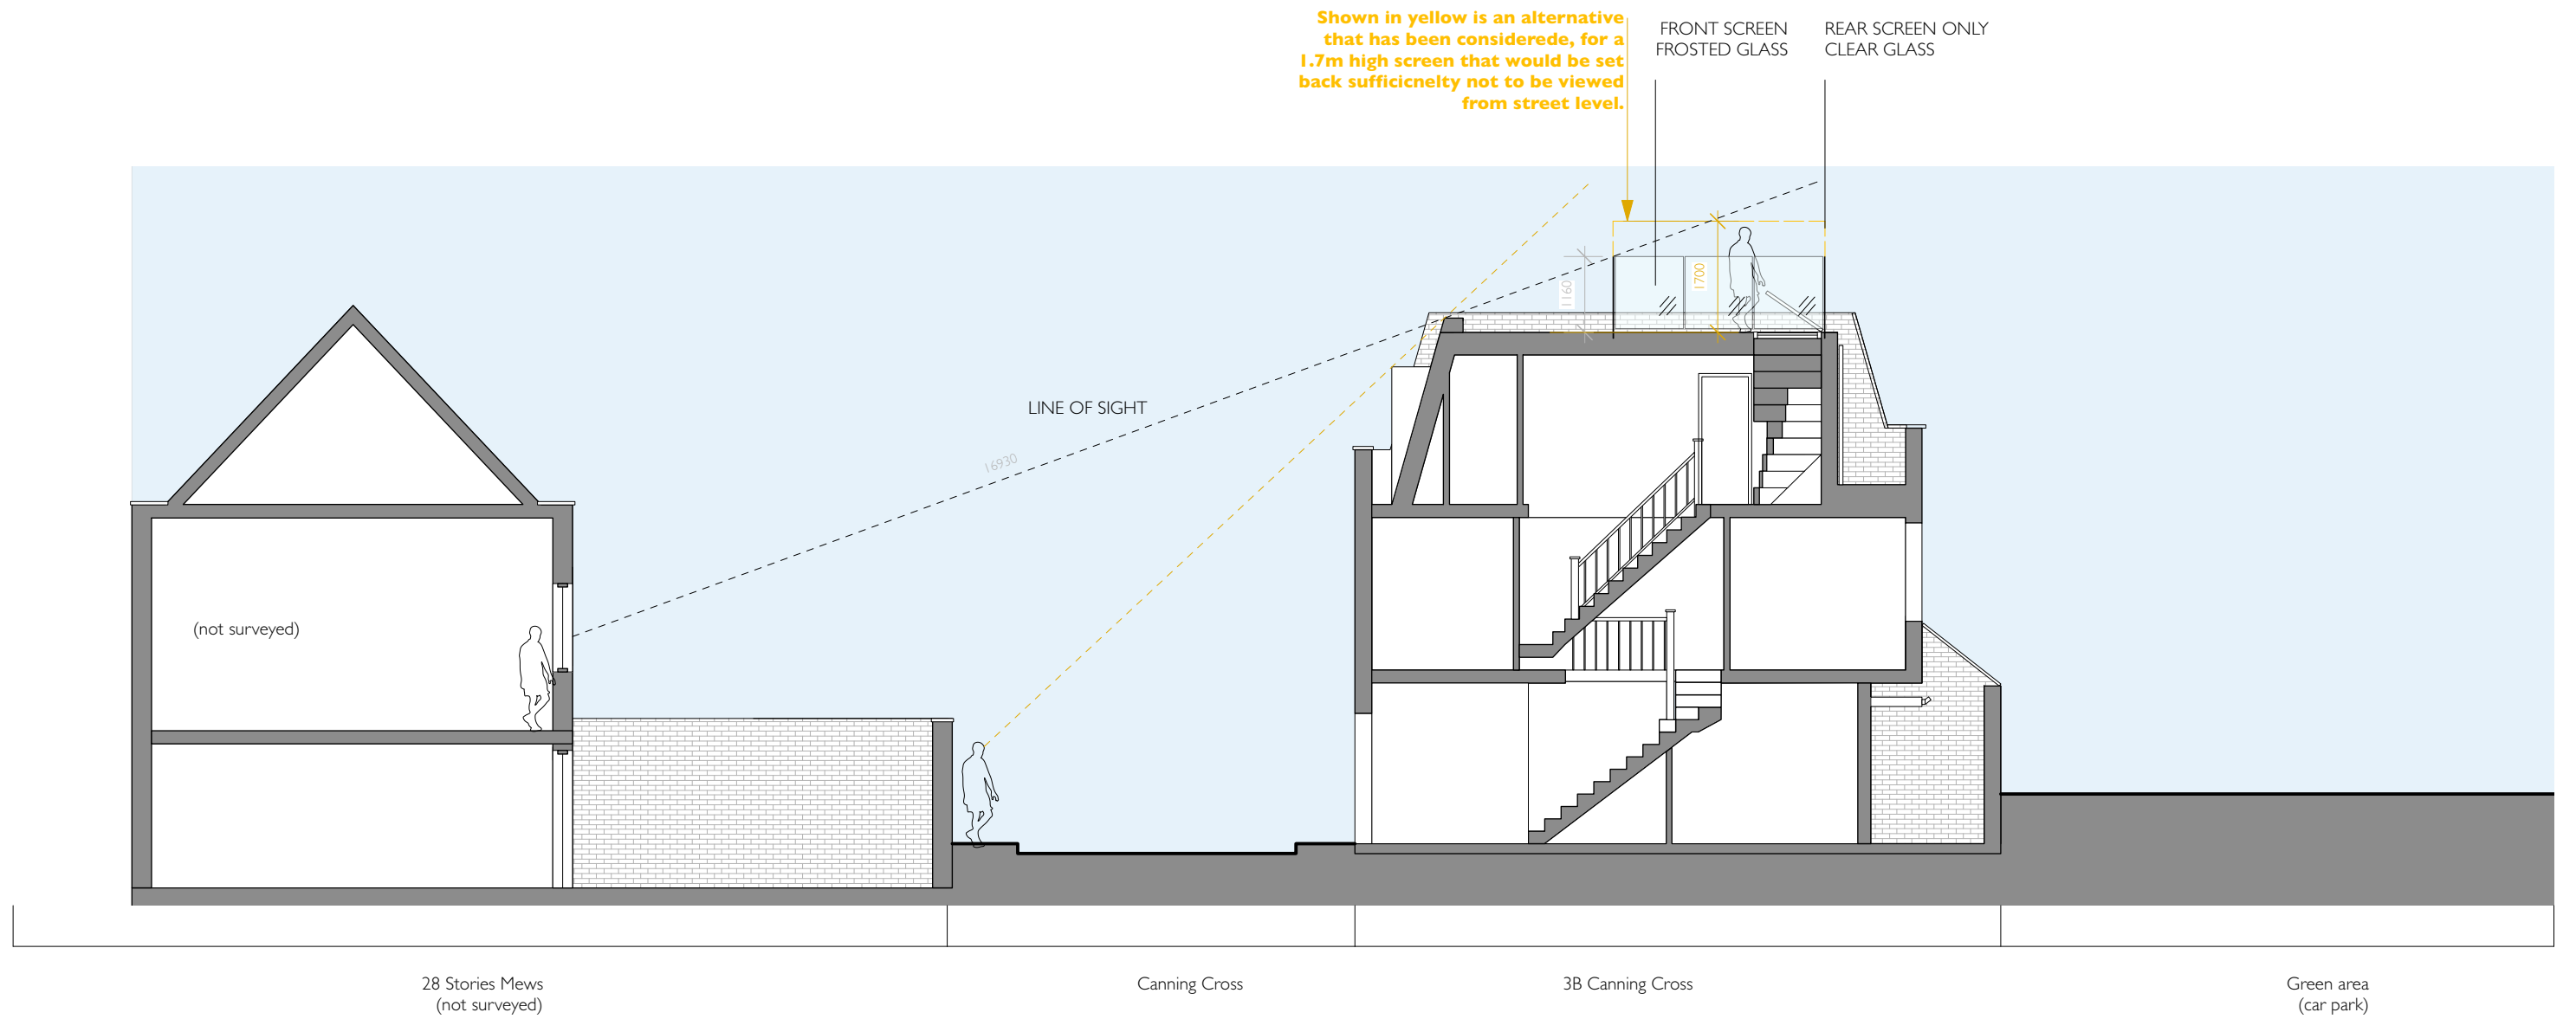 Shown in yellow is an alternative
that has been considerede, for a
1.7m high screen that would be set
back sufficicnelty not to be viewed
from street level.
FRONT SCREEN
FROSTED GLASS
REAR SCREEN ONLY
CLEAR GLASS
1160
1700
LINE OF SIGHT
16930
(not surveyed)
28 Stories Mews
(not surveyed)
Canning Cross
3B Canning Cross
Green area
(car park)